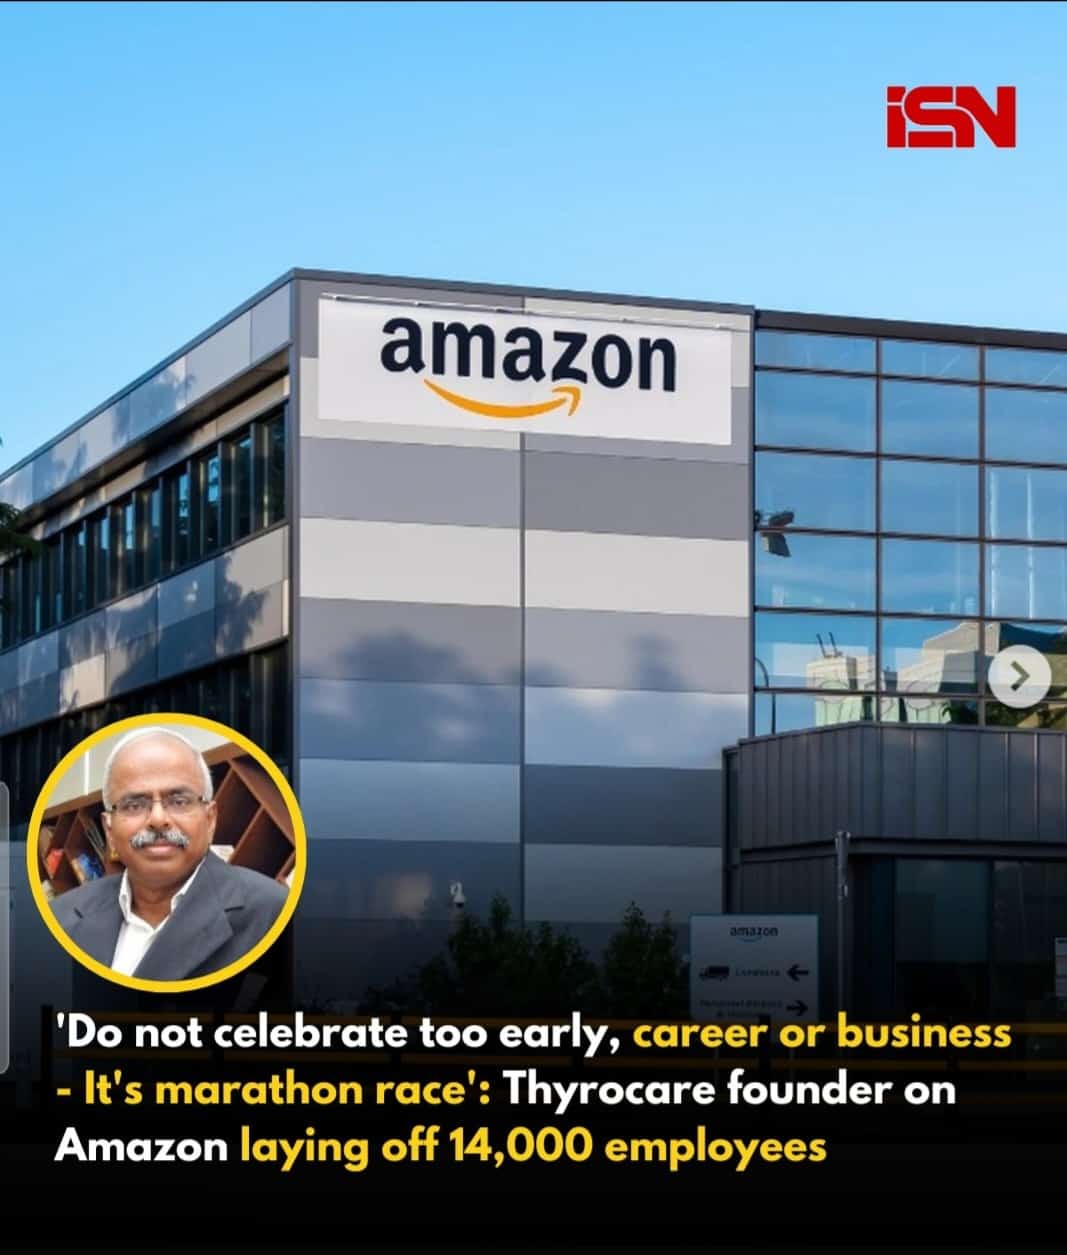 iSN
amazon
amazon
'Do not celebrate too early, career or business
- It's marathon race': Thyrocare founder on
Amazon laying off 14,000 employees